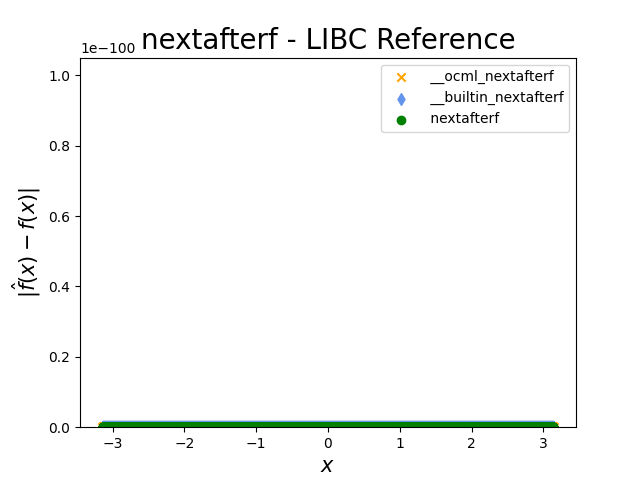 nextafterf - LIBC Reference
1e−100
1.0
0.8
0.6
0.4
0.2
0.0
−3
−2
−1
0
1
2
3
x
|f̂(x) − f(x)|
__ocml_nextafterf
__builtin_nextafterf
nextafterf